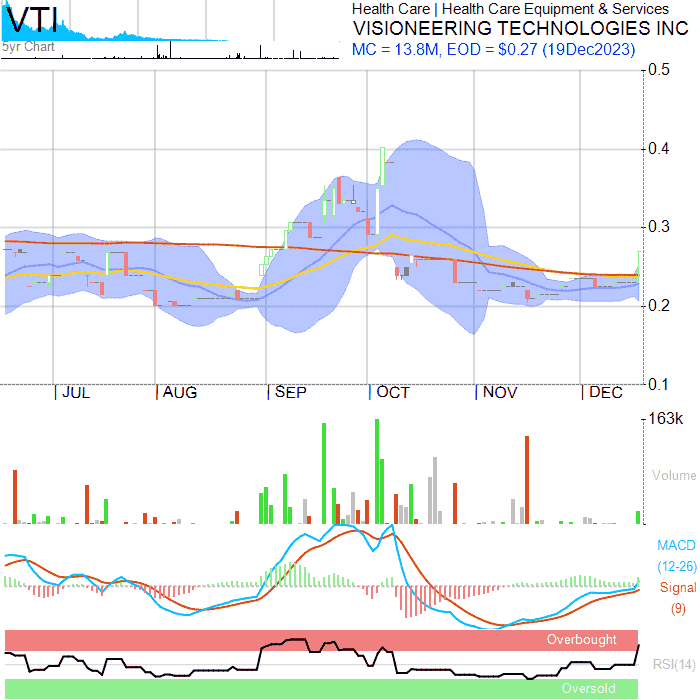 VTI
Health Care | Health Care Equipment & Services
VISIONEERING TECHNOLOGIES INC
5yr Chart
MC = 13.8M, EOD = $0.27 (19Dec2023)
0.5
0.4
0.3
0.2
0.1
| JUL | AUG | SEP | OCT | NOV | DEC
163k
Volume
MACD
(12-26)
Signal
(9)
Overbought
RSI(14)
Oversold